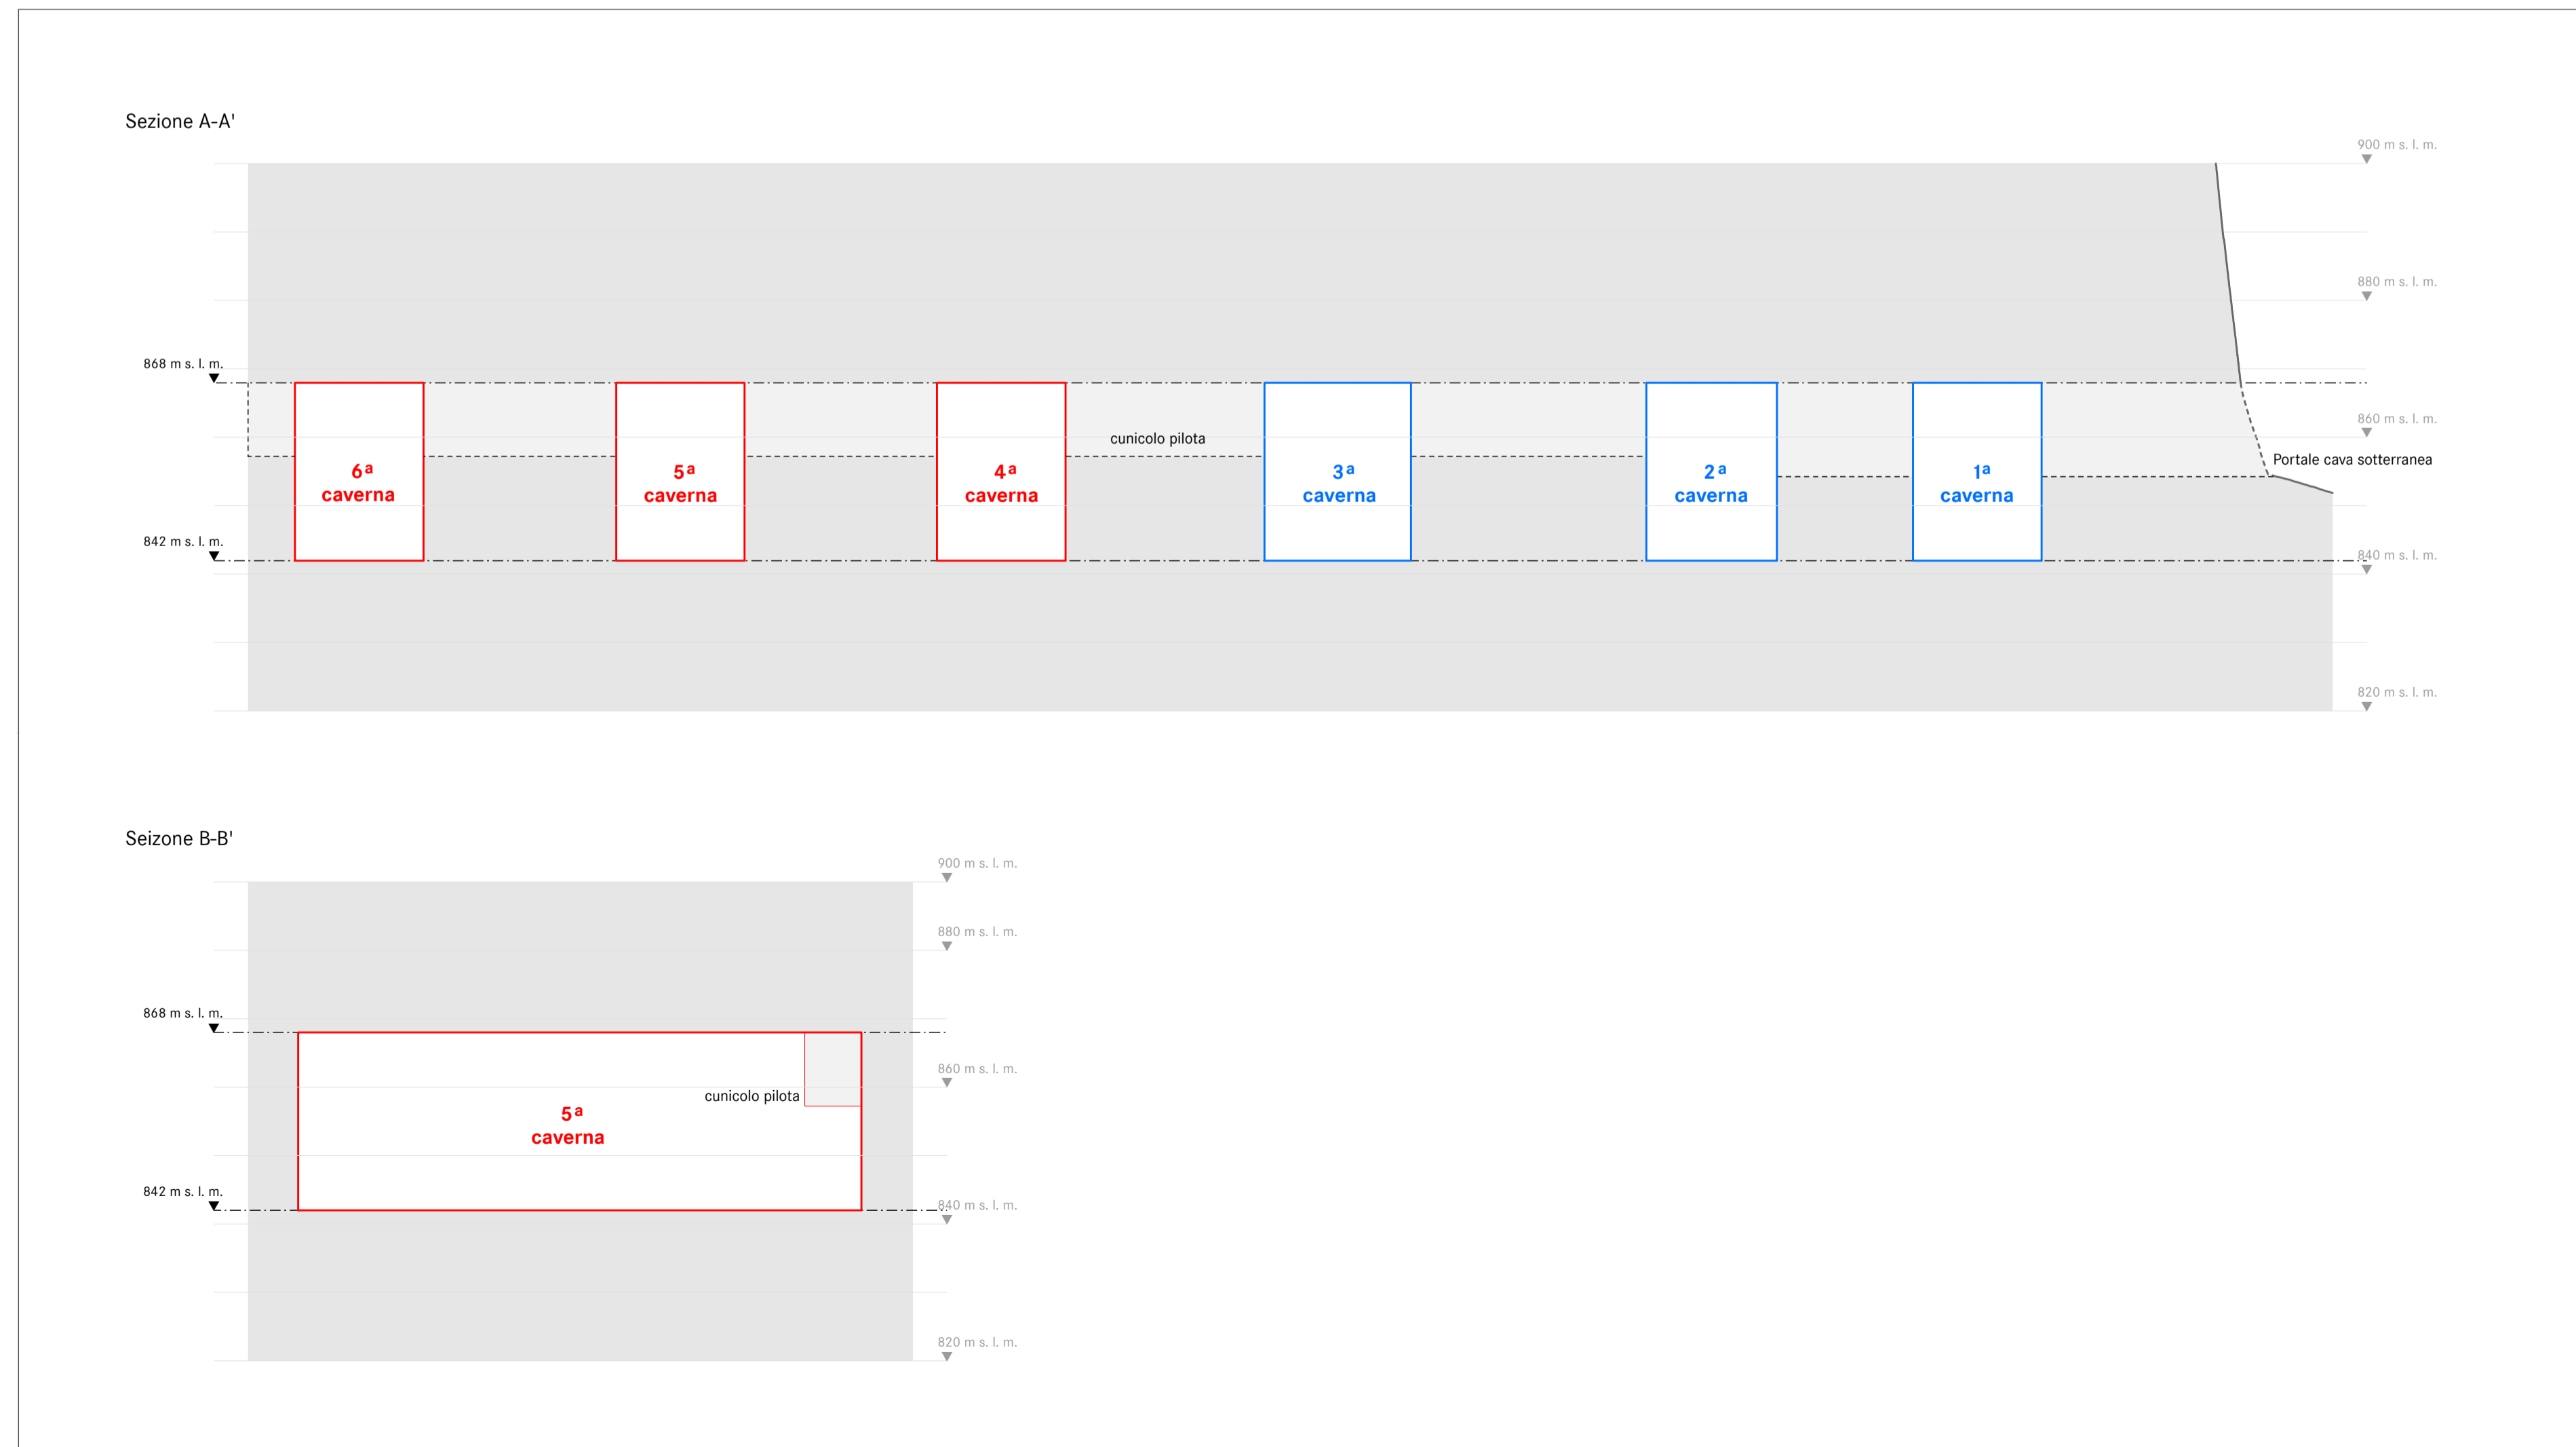 Sezione A-A'
900 m s. l. m.
880 m s. l. m.
868 m s. l. m.
860 m s. l. m.
cunicolo pilota
Portale cava sotterranea
6ª
caverna
5ª
caverna
4ª
caverna
3ª
caverna
2ª
caverna
1ª
caverna
842 m s. l. m.
840 m s. l. m.
820 m s. l. m.
Seizone B-B'
900 m s. l. m.
880 m s. l. m.
868 m s. l. m.
860 m s. l. m.
cunicolo pilota
5ª
caverna
842 m s. l. m.
840 m s. l. m.
820 m s. l. m.